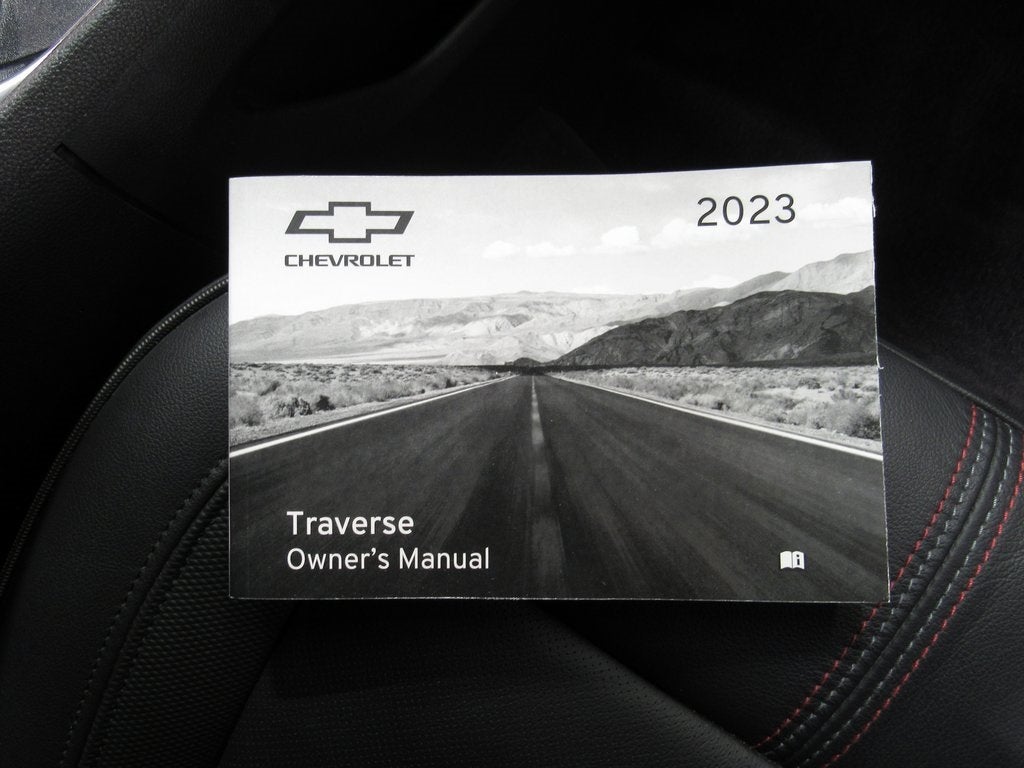 2023
CHEVROLET
Traverse
Owner's Manual
i